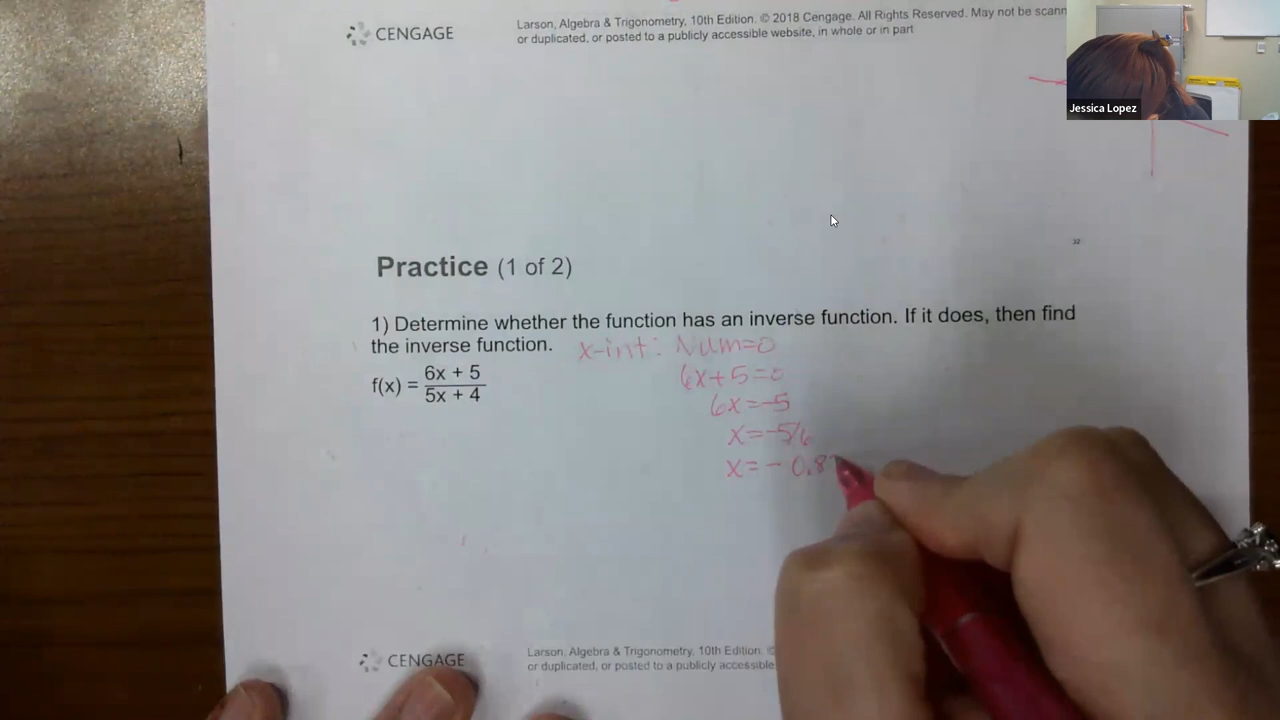 CENGAGE
Larson, Algebra & Trigonometry, 10th Edition. © 2018 Cengage. All Rights Reserved. May not be scann
or duplicated, or posted to a publicly accessible website, in whole or in part
Jessica Lopez
32
Practice (1 of 2)
1) Determine whether the function has an inverse function. If it does, then find
the inverse function.
x-int: Num=0
f(x) = 6x + 5
5x + 4
6x+5=0
6x=-5
x=-5/6
x=-0.8
CENGAGE
Larson, Algebra & Trigonometry, 10th Edition. ©
or duplicated, or posted to a publicly accessible